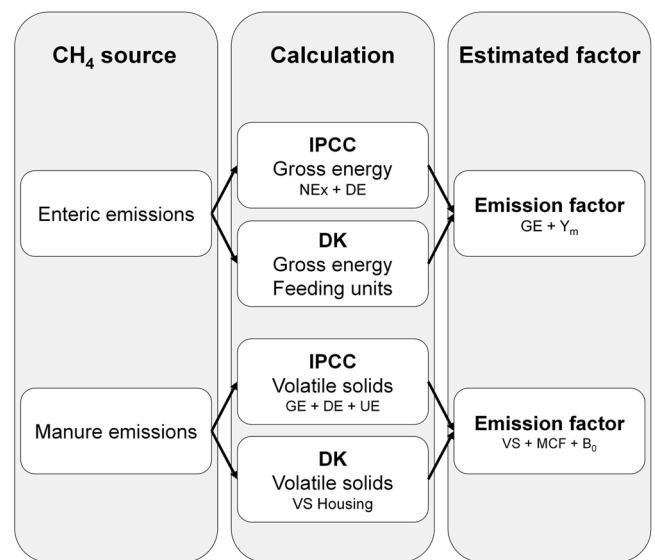 CH₄ source
Calculation
Estimated factor
Enteric emissions
IPCC
Gross energy
NEx + DE
DK
Gross energy
Feeding units
Emission factor
GE + Yₘ
Manure emissions
IPCC
Volatile solids
GE + DE + UE
DK
Volatile solids
VS Housing
Emission factor
VS + MCF + B₀